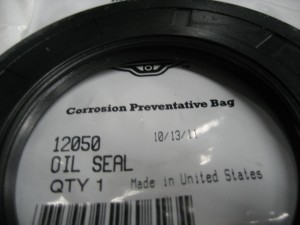 Corrosion Preventative Bag
12050 10/13/11
OIL SEAL
QTY 1 Made in United States